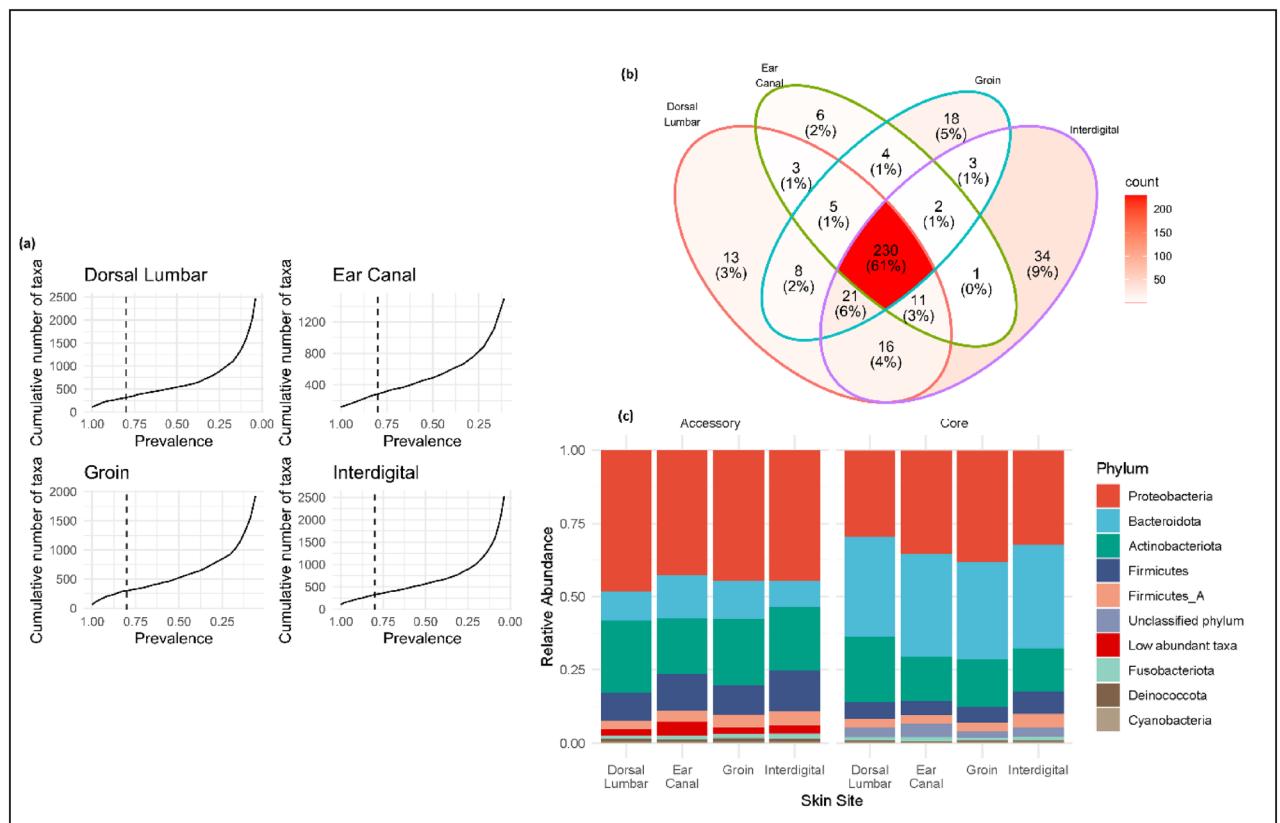 (a)
Dorsal Lumbar
Cumulative number of taxa
2500
2000
1500
1000
500
0
1.00
0.75
0.50
0.25
0.00
Prevalence
Ear Canal
Cumulative number of taxa
1200
800
400
1.00
0.75
0.50
0.25
Prevalence
Groin
Cumulative number of taxa
2000
1500
1000
500
0
1.00
0.75
0.50
0.25
Prevalence
Interdigital
Cumulative number of taxa
2500
2000
1500
1000
500
0
1.00
0.75
0.50
0.25
0.00
Prevalence
(b)
Dorsal
Lumbar
Ear
Canal
Groin
Interdigital
6
(2%)
18
(5%)
3
(1%)
4
(1%)
3
(1%)
5
(1%)
2
(1%)
13
(3%)
230
(61%)
34
(9%)
8
(2%)
1
(0%)
21
(6%)
11
(3%)
16
(4%)
count
200
150
100
50
(c)
Accessory
Core
Relative Abundance
1.00
0.75
0.50
0.25
0.00
Dorsal
Lumbar
Ear
Canal
Groin
Interdigital
Dorsal
Lumbar
Ear
Canal
Groin
Interdigital
Skin Site
Phylum
Proteobacteria
Bacteroidota
Actinobacteriota
Firmicutes
Firmicutes_A
Unclassified phylum
Low abundant taxa
Fusobacteriota
Deinococcota
Cyanobacteria